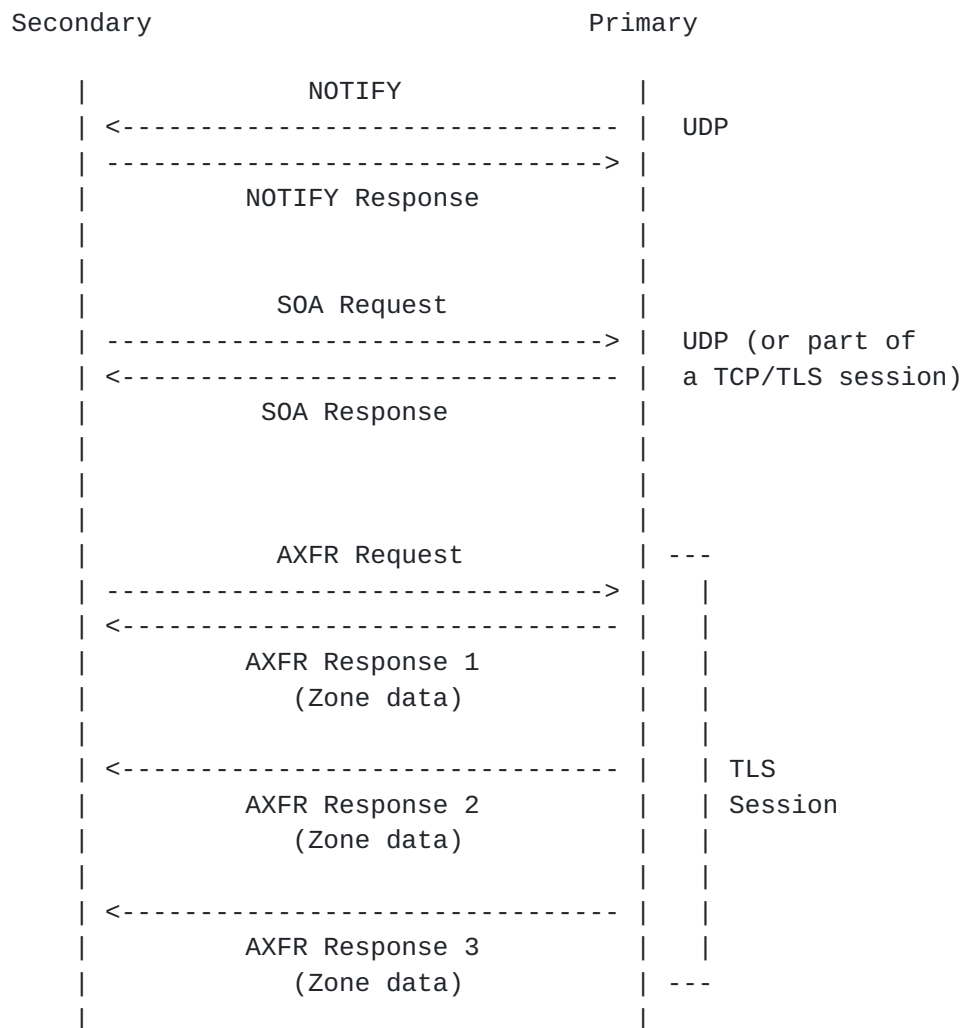 Secondary Primary
NOTIFY
UDP
NOTIFY Response
SOA Request
UDP (or part of
a TCP/TLS session)
SOA Response
AXFR Request
AXFR Response 1
(Zone data)
TLS
AXFR Response 2 Session
(Zone data)
AXFR Response 3
(Zone data)